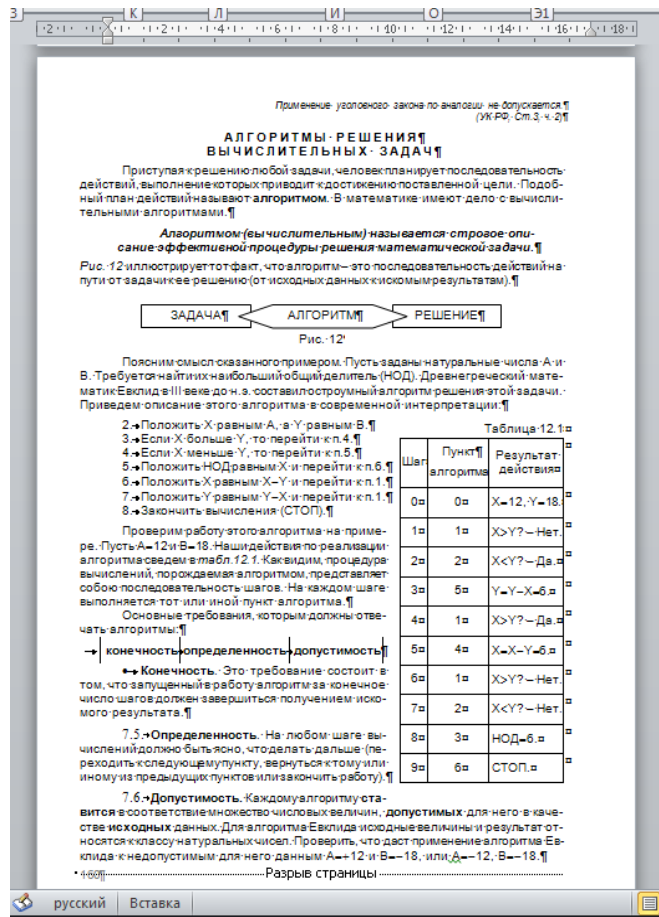 3 К Л И О Э1
2 1 1 2 4 6 8 10 12 14 16 18
Применение уголовного закона по аналогии не допускается.¶
(УК РФ, Ст.3, ч. 2)¶
АЛГОРИТМЫ РЕШЕНИЯ¶
ВЫЧИСЛИТЕЛЬНЫХ ЗАДАЧ¶
Приступая к решению любой задачи, человек планирует последовательность
действий, выполнение которых приводит к достижению поставленной цели. Подоб-
ный план действий называют алгоритмом. В математике имеют дело с вычисли-
тельными алгоритмами.¶
Алгоритмом (вычислительным) называется строгое опи-
сание эффективной процедуры решения математической задачи.¶
Рис. 12 иллюстрирует тот факт, что алгоритм – это последовательность действий на
пути от задачи к ее решению (от исходных данных к искомым результатам).¶
ЗАДАЧА¶ АЛГОРИТМ¶ РЕШЕНИЕ¶
Рис. 12
Поясним смысл сказанного примером. Пусть заданы натуральные числа А и
В. Требуется найти их наибольший общий делитель (НОД). Древнегреческий мате-
матик Евклид в III веке до н.э. составил остроумный алгоритм решения этой задачи.
Приведем описание этого алгоритма в современной интерпретации:¶
2.→Положить X равным А, а Y равным В.¶
3.→Если X больше Y, то перейти к п.4.¶
4.→Если X меньше Y, то перейти к п.5.¶
5.→Положить НОД равным X и перейти к п.6.¶
6.→Положить X равным X–Y и перейти к п.1.¶
7.→Положить Y равным Y–X и перейти к п.1.¶
8.→Закончить вычисления (СТОП).¶
Проверим работу этого алгоритма на приме-
ре. Пусть А=12 и В=18. Наши действия по реализации
алгоритма сведем в табл.12.1. Как видим, процедура
вычислений, порождаемая алгоритмом, представляет
собою последовательность шагов. На каждом шаге
выполняется тот или иной пункт алгоритма.¶
Основные требования, которым должны отве-
чать алгоритмы:¶
→ конечность→определенность→допустимость¶
•→Конечность. Это требование состоит в
том, что запущенный в работу алгоритм за конечное
число шагов должен завершиться получением иско-
мого результата.¶
7.5.→Определенность. На любом шаге вы-
числений должно быть ясно, что делать дальше (пе-
реходить к следующему пункту, вернуться к тому или
иному из предыдущих пунктов или закончить работу).¶
Таблица 12.1¤
Шаг Пункт¶ алгоритма Результат действия¤
0¤ 0¤ X=12, Y=18.¤
1¤ 1¤ X>Y? – Нет.¤
2¤ 2¤ X<Y? – Да.¤
3¤ 5¤ Y=Y–X=6.¤
4¤ 1¤ X>Y? – Да.¤
5¤ 4¤ X=X–Y=6.¤
6¤ 1¤ X>Y? – Нет.¤
7¤ 2¤ X<Y? – Нет.¤
8¤ 3¤ НОД=6.¤
9¤ 6¤ СТОП.¤
7.6.→Допустимость. Каждому алгоритму ста-
вится в соответствие множество числовых величин, допустимых для него в каче-
стве исходных данных. Для алгоритма Евклида исходные величины и результат от-
носятся к классу натуральных чисел. Проверить, что даст применение алгоритма Ев-
клида к недопустимым для него данным А=+12 и В=–18, или А=–12, В=–18.¶
Разрыв страницы
русский Вставка